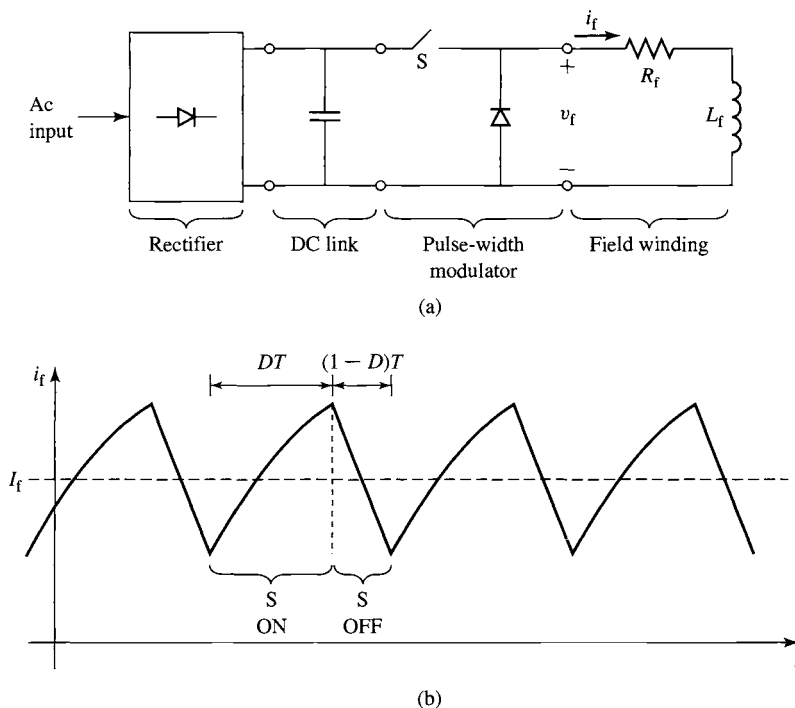 i_f
S
+
R_f
Ac
input
v_f
L_f
−
Rectifier
DC link
Pulse-width
modulator
Field winding
(a)
DT
(1 − D)T
i_f
I_f
S
ON
S
OFF
(b)